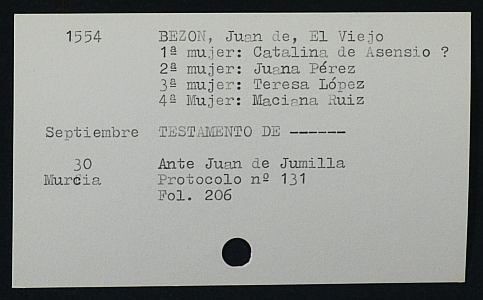 1554 BEZON, Juan de, El Viejo
1ª mujer: Catalina de Asensio ?
2ª mujer: Juana Pérez
3ª mujer: Teresa López
4ª Mujer: Maciana Ruiz
Septiembre TESTAMENTO DE ------
30 Ante Juan de Jumilla
Murcia Protocolo nº 131
Fol. 206